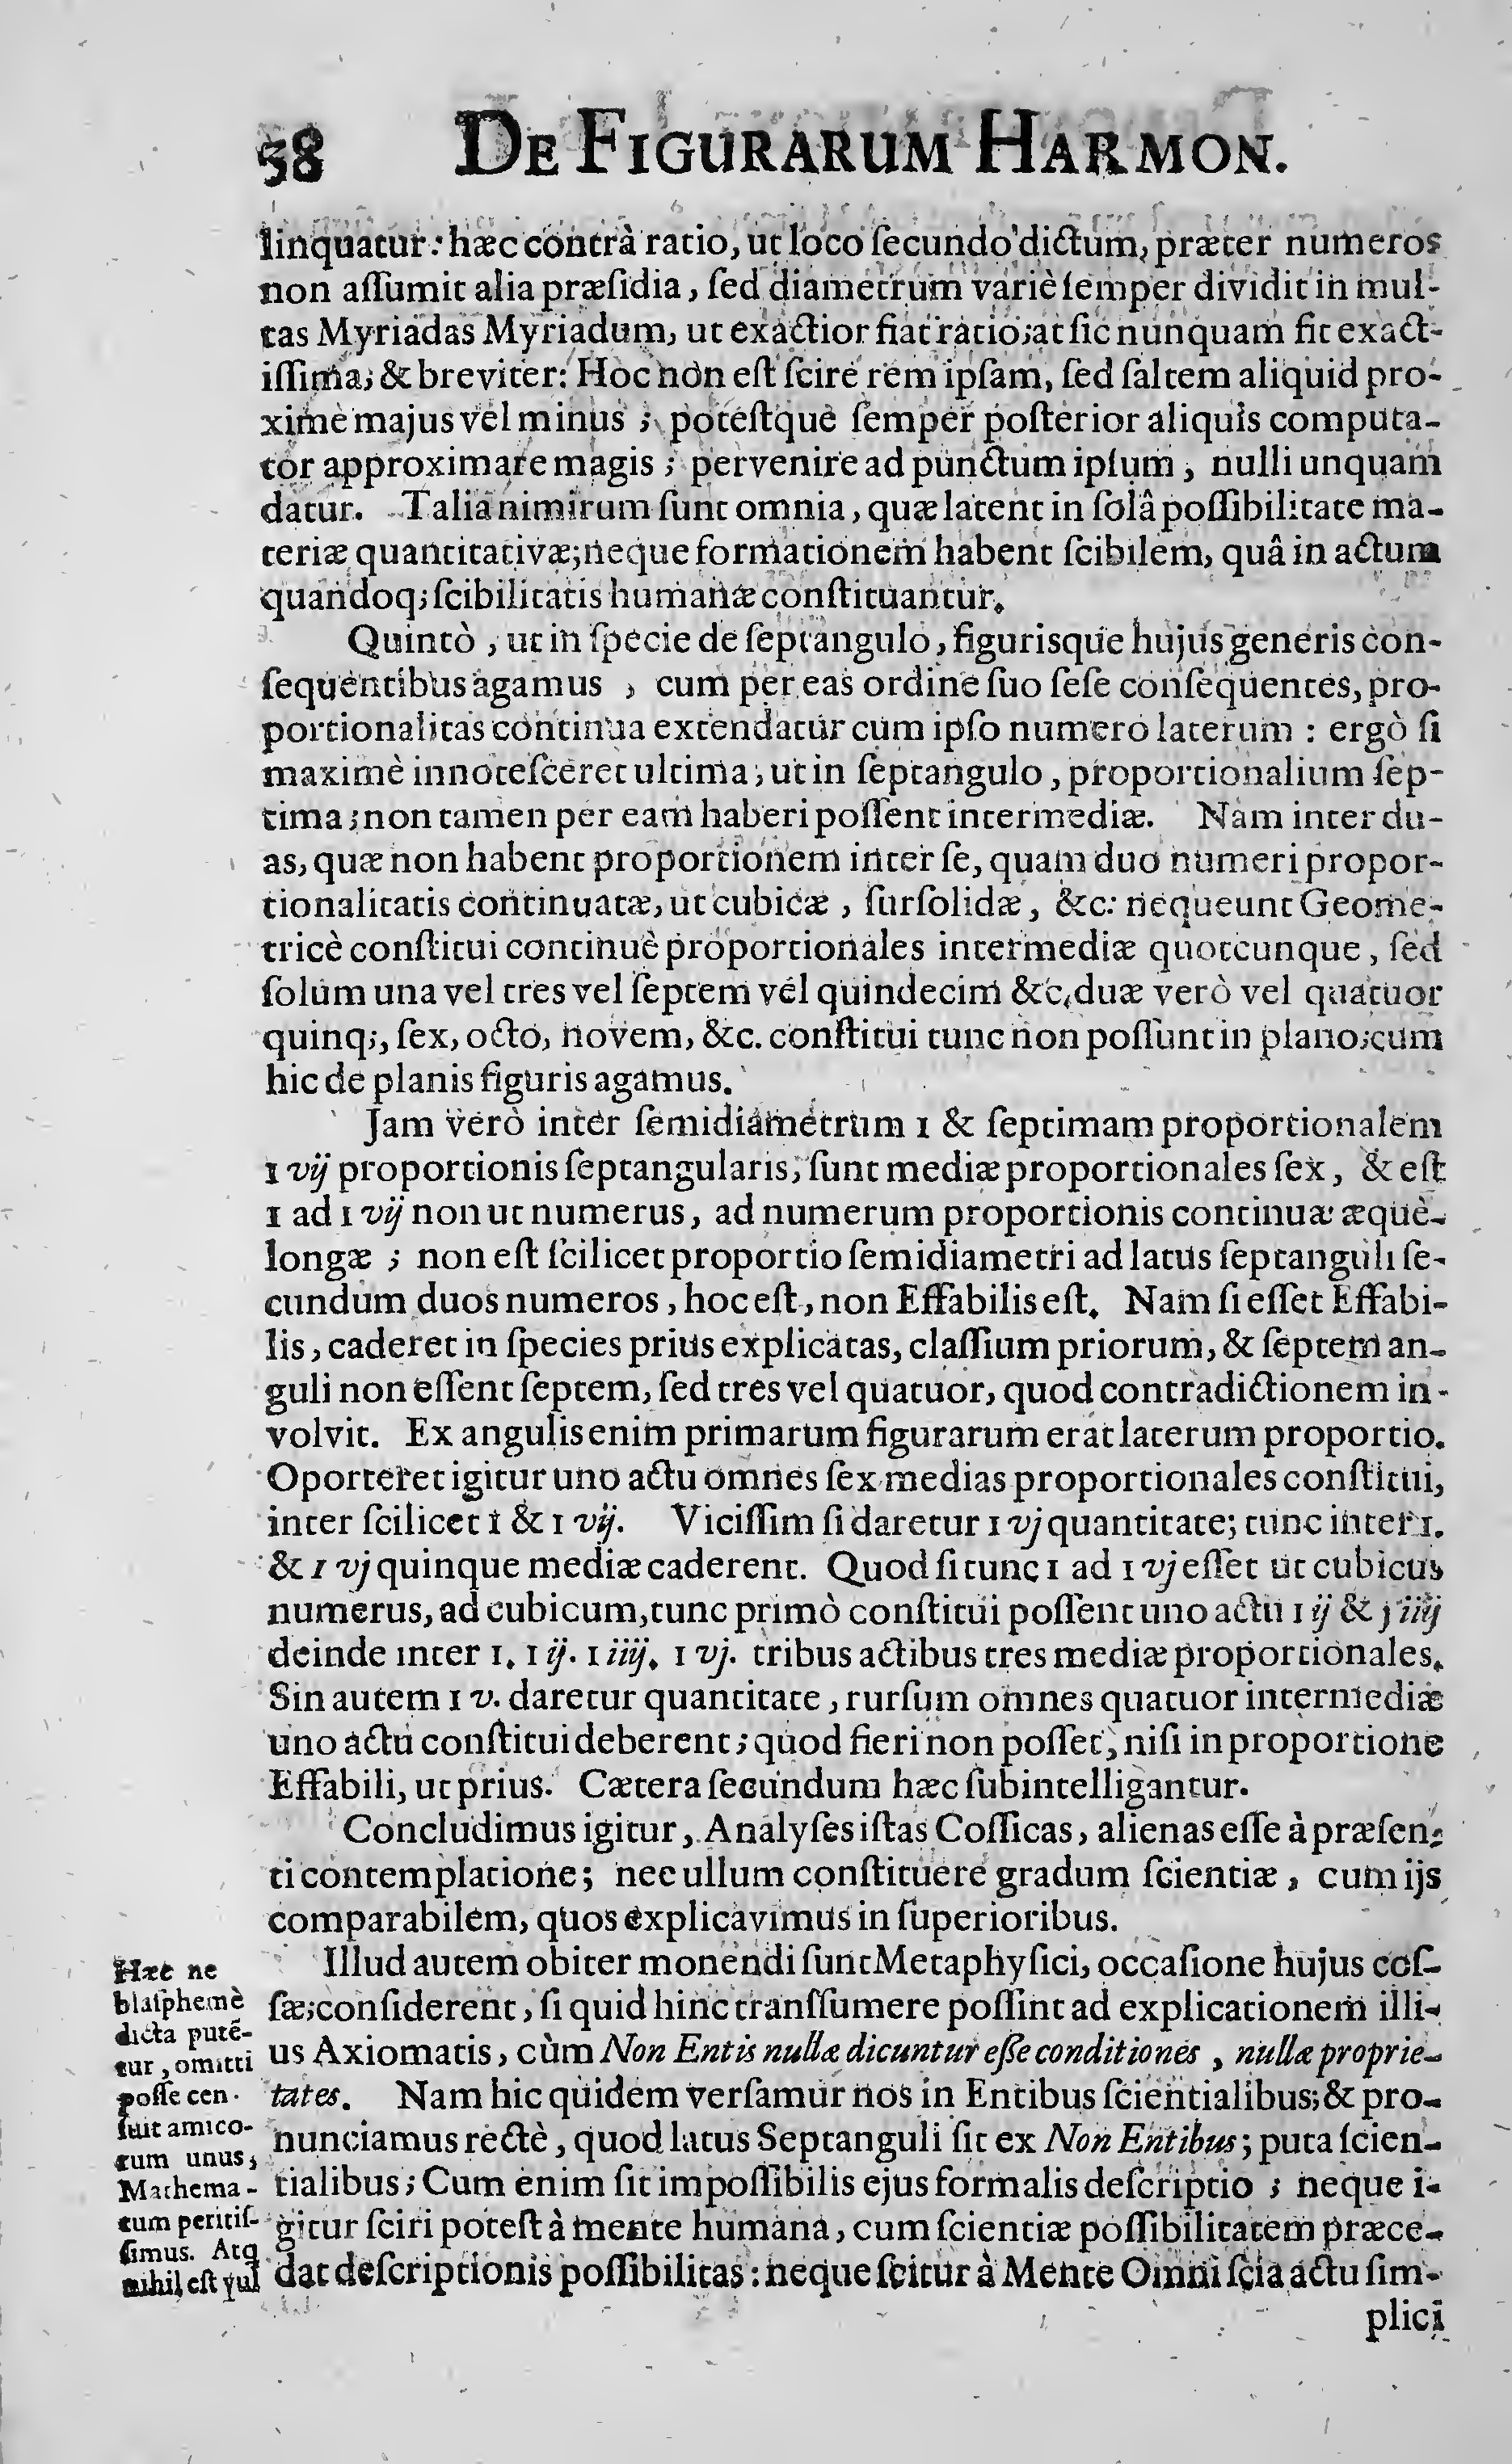 58 DE FIGURARUM HARMON.
linquatur: hæc contrà ratio, ut loco ſecundo dictum, præter numeros
non aſſumit alia præſidia, ſed diametrum variè ſemper dividit in mul-
tas Myriadas Myriadum, ut exactior fiat ratio; at ſic nunquam fit exact-
iſſima; & breviter: Hoc non eſt ſcire rem ipſam, ſed ſaltem aliquid pro-
ximè majus vel minus; poteſtque ſemper poſterior aliquis computa-
tor approximare magis; pervenire ad punctum ipſum, nulli unquam
datur. Talia nimirum ſunt omnia, quæ latent in ſolâ poſſibilitate ma-
teriæ quantitativæ; neque formationem habent ſcibilem, quâ in actum
quandoq; ſcibilitatis humanæ conſtituantur.
Quintò, ut in ſpecie de ſeptangulo, figurisque hujus generis con-
ſequentibus agamus, cum per eas ordine ſuo ſeſe conſequentes, pro-
portionalitas continua extendatur cum ipſo numero laterum : ergò ſi
maximè innoteſceret ultima, ut in ſeptangulo, proportionalium ſep-
tima; non tamen per eam haberi poſſent intermediæ. Nam inter du-
as, quæ non habent proportionem inter ſe, quam duo numeri propor-
tionalitatis continuatæ, ut cubicæ, ſurſolidæ, &c: nequeunt Geome-
tricè conſtitui continuè proportionales intermediæ quotcunque, ſed
ſolùm una vel tres vel ſeptem vel quindecim &c, duæ verò vel quatuor
quinq;, ſex, octo, novem, &c. conſtitui tunc non poſſunt in plano; cum
hic de planis figuris agamus.
Jam verò inter ſemidiametrum 1 & ſeptimam proportionalem
1 vij proportionis ſeptangularis, ſunt mediæ proportionales ſex, & eſt
1 ad 1 vij non ut numerus, ad numerum proportionis continuæ æquè-
longæ; non eſt ſcilicet proportio ſemidiametri ad latus ſeptanguli ſe-
cundùm duos numeros, hoc eſt, non Effabilis eſt. Nam ſi eſſet Effabi-
lis, caderet in ſpecies prius explicatas, claſſium priorum, & ſeptem an-
guli non eſſent ſeptem, ſed tres vel quatuor, quod contradictionem in-
volvit. Ex angulis enim primarum figurarum erat laterum proportio.
Oporteret igitur uno actu omnes ſex medias proportionales conſtitui,
inter ſcilicet 1 & 1 vij. Viciſſim ſi daretur 1 vj quantitate; tunc inter 1.
& 1 vj quinque mediæ caderent. Quod ſi tunc 1 ad 1 vj eſſet ut cubicus
numerus, ad cubicum, tunc primò conſtitui poſſent uno actu 1 ij & j iiij
deinde inter 1. 1 ij. 1 iiij. 1 vj. tribus actibus tres mediæ proportionales.
Sin autem 1 v. daretur quantitate, rurſum omnes quatuor intermediæ
uno actu conſtitui deberent; quod fieri non poſſet, niſi in proportione
Effabili, ut prius. Cætera ſecundum hæc ſubintelligantur.
Concludimus igitur, Analyſes iſtas Coſſicas, alienas eſſe à præſen-
ti contemplatione; nec ullum conſtituere gradum ſcientiæ, cum ijs
comparabilem, quos explicavimus in ſuperioribus.
Illud autem obiter monendi ſunt Metaphyſici, occaſione hujus coſ-
ſæ; conſiderent, ſi quid hinc tranſſumere poſſint ad explicationem illi-
us Axiomatis, cùm Non Entis nullæ dicuntur eſſe conditiones, nullæ proprie-
tates. Nam hic quidem verſamur nos in Entibus ſcientialibus; & pro-
nunciamus rectè, quod latus Septanguli ſit ex Non Entibus; puta ſcien-
tialibus; Cum enim ſit impoſſibilis ejus formalis deſcriptio; neque i-
gitur ſciri poteſt à mente humana, cum ſcientiæ poſſibilitatem præce-
dat deſcriptionis poſſibilitas: neque ſcitur à Mente Omni ſcia actu ſim-
plici
Hæc ne
blaſphemè
dicta putē-
tur, omitti
poſſe cen-
ſuit amico-
rum unus,
Mathema-
tum peritiſ-
ſimus. Atq
nihil eſt vul